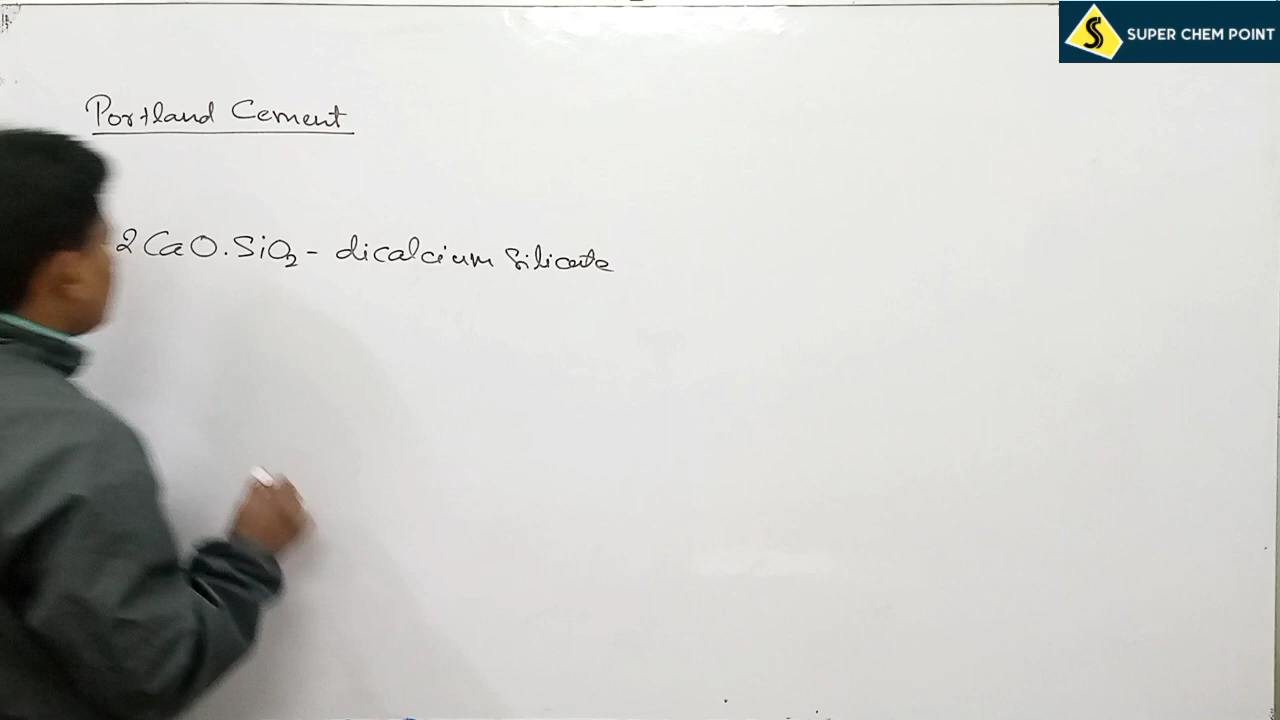 SUPER CHEM POINT
Portland Cement
2CaO.SiO₂ - dicalcium silicate